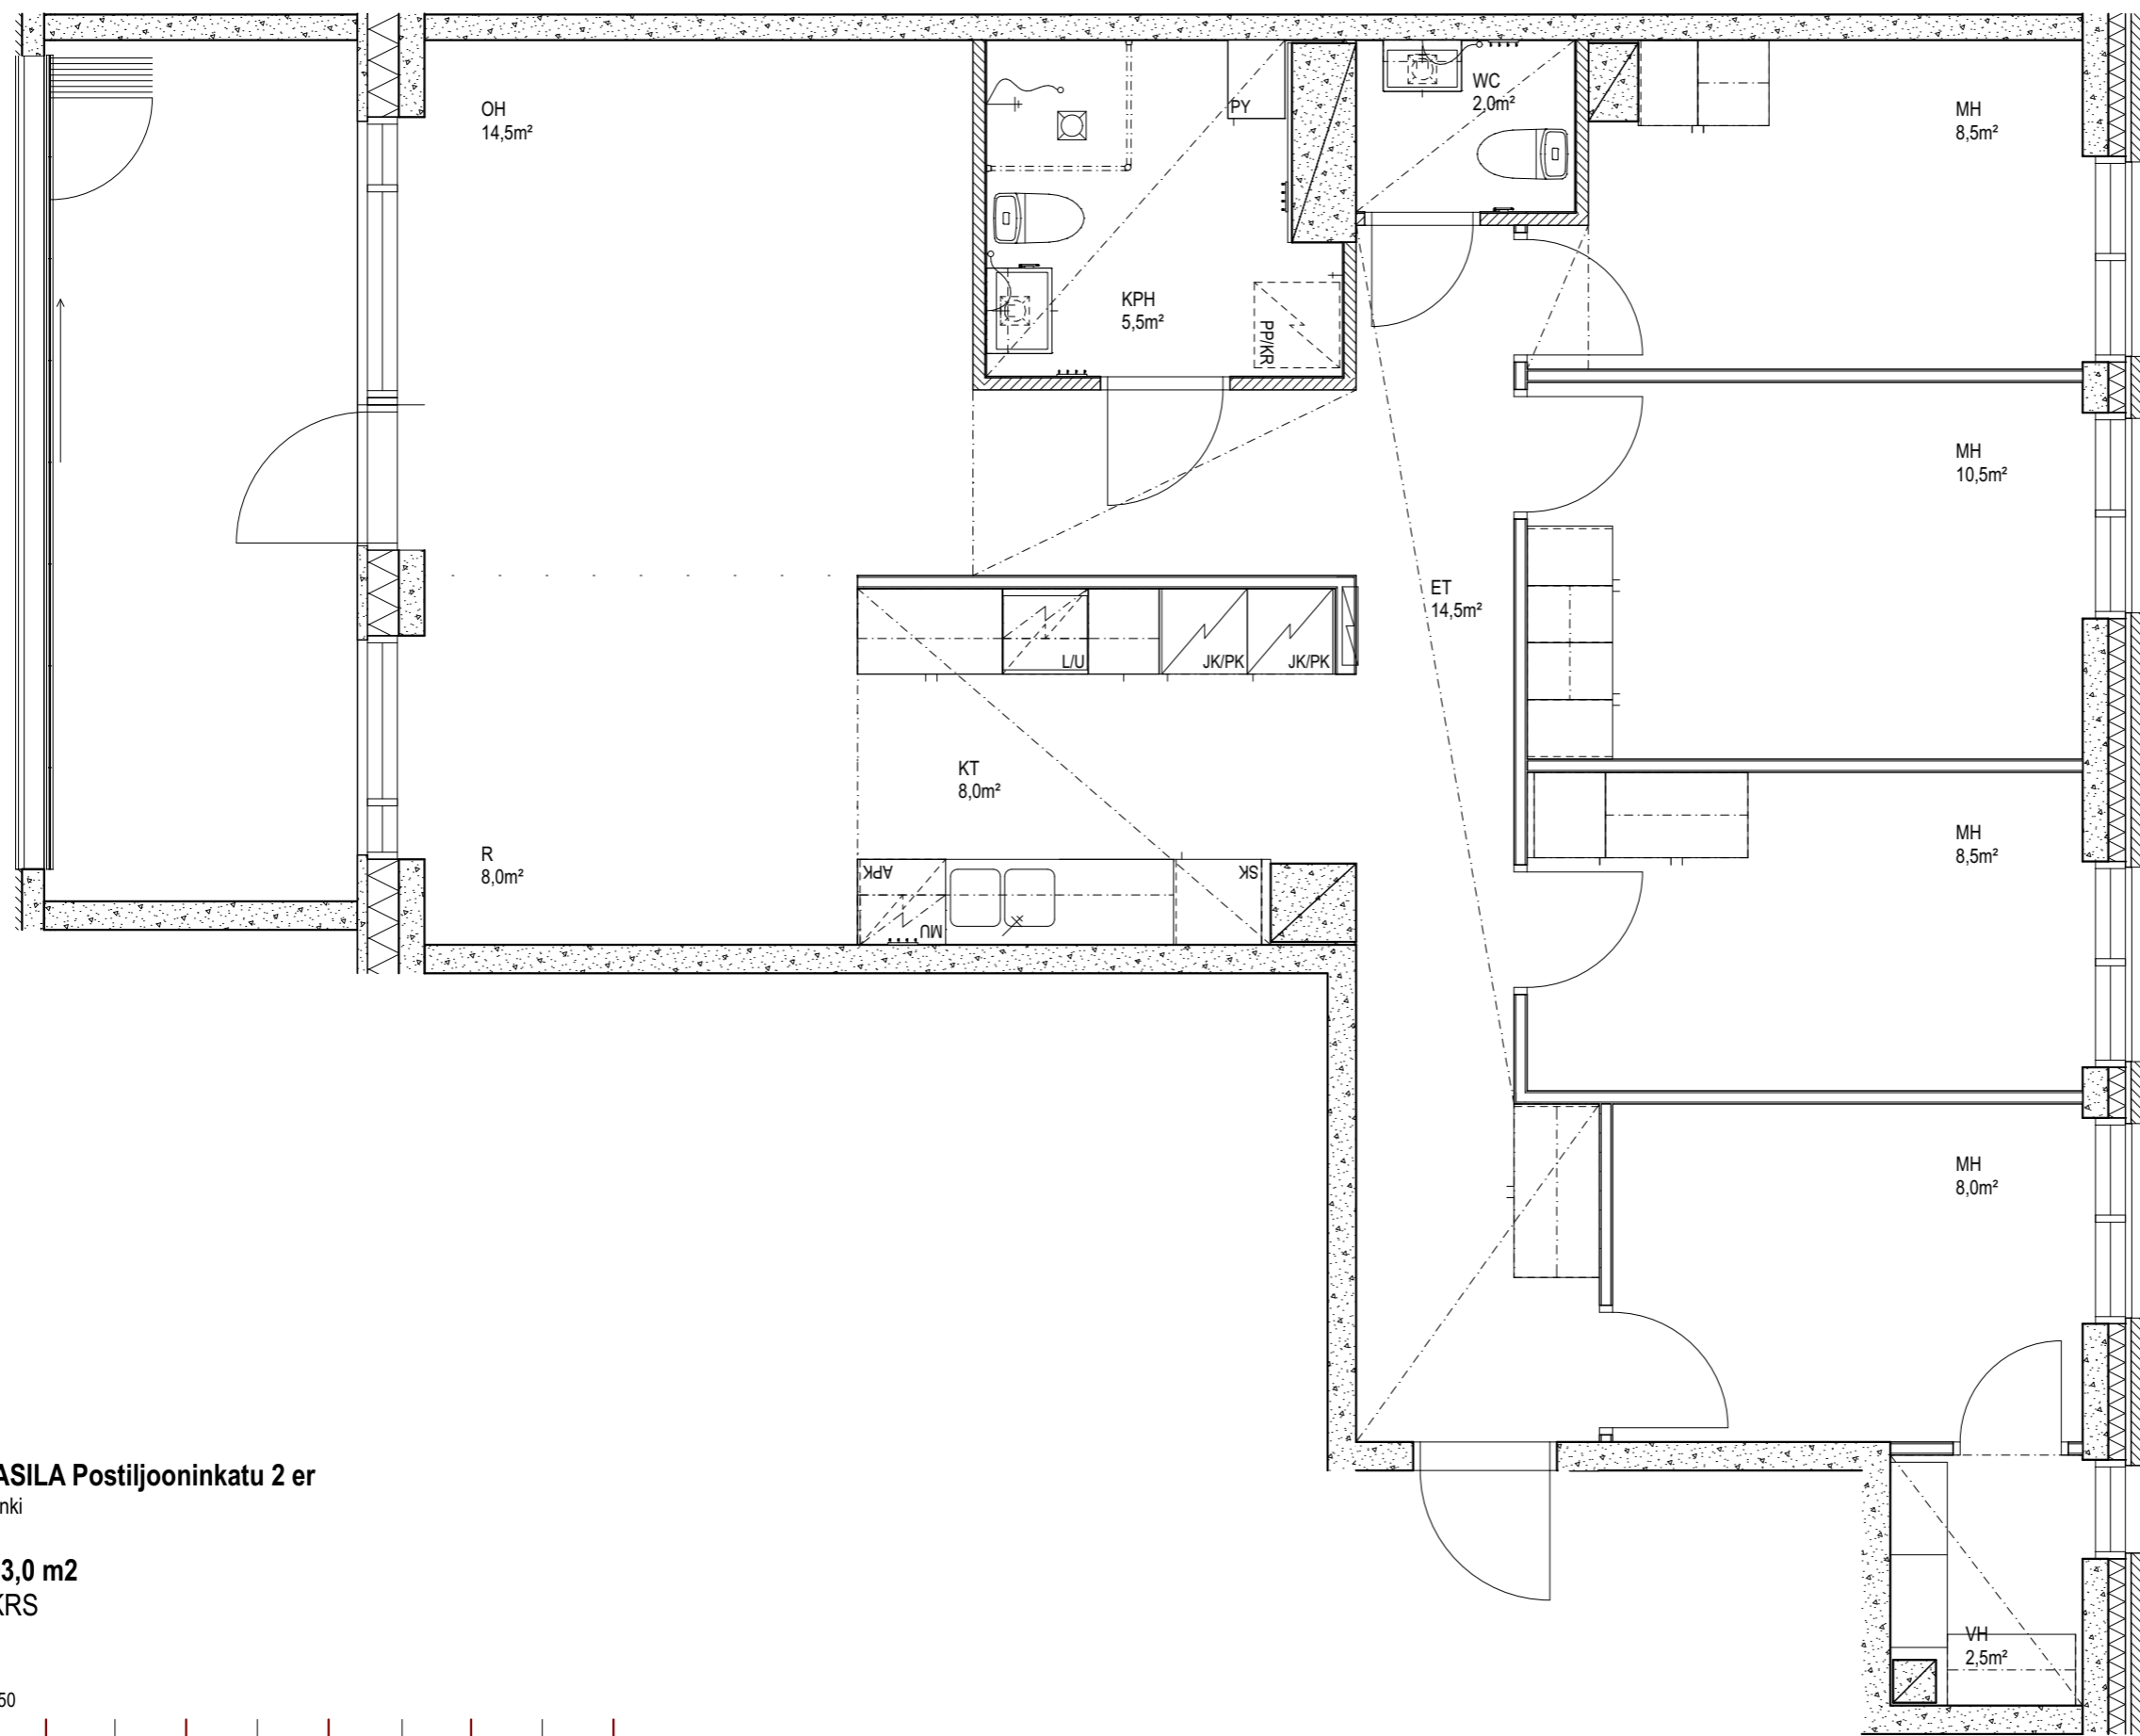 OH
14,5m²
PY
WC
2,0m²
MH
8,5m²
KPH
5,5m²
PP/KR
MH
10,5m²
ET
14,5m²
L/U
JK/PK
JK/PK
KT
8,0m²
MH
8,5m²
R
8,0m²
APK
SK
MU
MH
8,0m²
ASILA Postiljooninkatu 2 er
nki
3,0 m2
KRS
VH
2,5m²
50